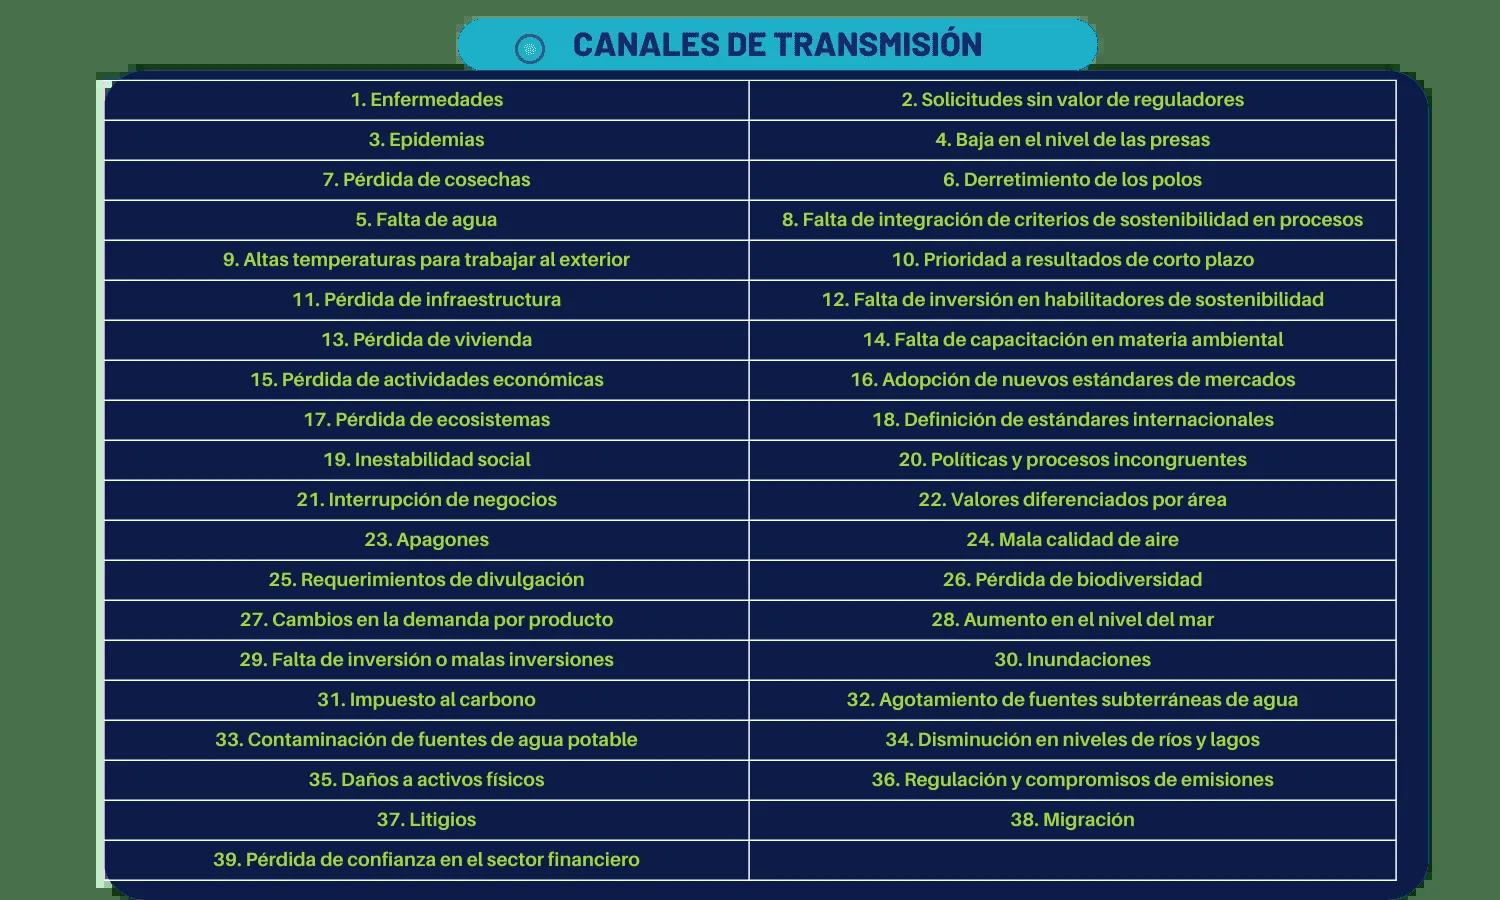 CANALES DE TRANSMISIÓN
1. Enfermedades
2. Solicitudes sin valor de reguladores
3. Epidemias
4. Baja en el nivel de las presas
7. Pérdida de cosechas
6. Derretimiento de los polos
5. Falta de agua
8. Falta de integración de criterios de sostenibilidad en procesos
9. Altas temperaturas para trabajar al exterior
10. Prioridad a resultados de corto plazo
11. Pérdida de infraestructura
12. Falta de inversión en habilitadores de sostenibilidad
13. Pérdida de vivienda
14. Falta de capacitación en materia ambiental
15. Pérdida de actividades económicas
16. Adopción de nuevos estándares de mercados
17. Pérdida de ecosistemas
18. Definición de estándares internacionales
19. Inestabilidad social
20. Políticas y procesos incongruentes
21. Interrupción de negocios
22. Valores diferenciados por área
23. Apagones
24. Mala calidad de aire
25. Requerimientos de divulgación
26. Pérdida de biodiversidad
27. Cambios en la demanda por producto
28. Aumento en el nivel del mar
29. Falta de inversión o malas inversiones
30. Inundaciones
31. Impuesto al carbono
32. Agotamiento de fuentes subterráneas de agua
33. Contaminación de fuentes de agua potable
34. Disminución en niveles de ríos y lagos
35. Daños a activos físicos
36. Regulación y compromisos de emisiones
37. Litigios
38. Migración
39. Pérdida de confianza en el sector financiero